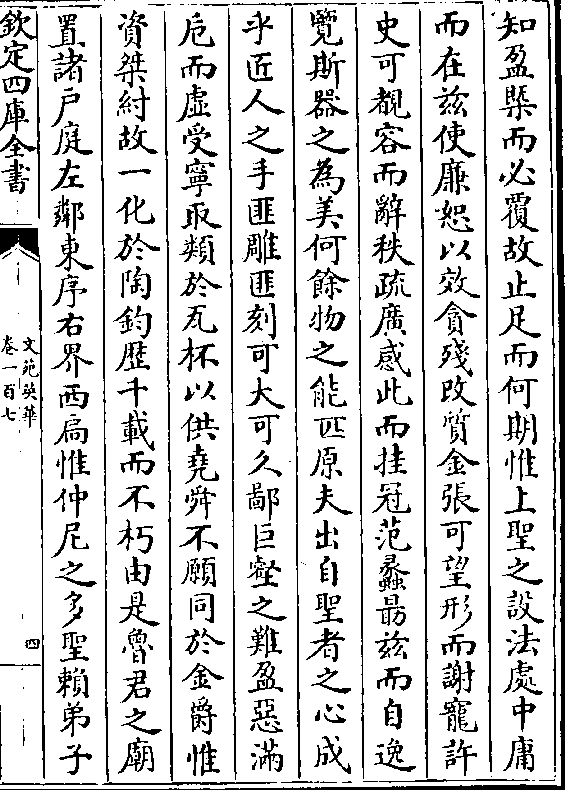 知盈槩而必覆故止足而何期惟上聖之設法處中庸
而在兹使廉恕以效貪殘改質金張可望形而謝寵許
史可覩容而辭秩疏廣感此而挂冠范蠡勗兹而自逸
覽斯器之為美何餘物之能匹原夫出自聖者之心成
乎匠人之手匪雕匪刻可大可久鄙巨壑之難盈惡滿
巵而虛受寧取類於瓦杯以供堯舜不願同於金爵惟
資桀紂故一化於陶鈞歴千載而不朽由是魯君之廟
置諸戸庭左鄰東序右界西扃惟仲尼之多聖賴弟子
欽定四庫全書
文苑英華
卷一百七
四